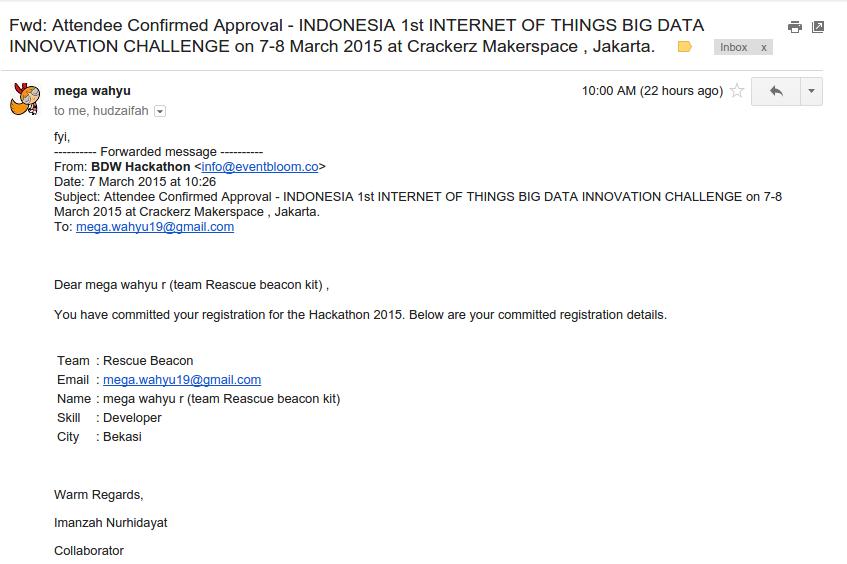 Fwd: Attendee Confirmed Approval - INDONESIA 1st INTERNET OF THINGS BIG DATA
INNOVATION CHALLENGE on 7-8 March 2015 at Crackerz Makerspace , Jakarta. Inbox x
mega wahyu 10:00 AM (22 hours ago)
to me, hudzaifah
fyi,
---------- Forwarded message ----------
From: BDW Hackathon <info@eventbloom.co>
Date: 7 March 2015 at 10:26
Subject: Attendee Confirmed Approval - INDONESIA 1st INTERNET OF THINGS BIG DATA INNOVATION CHALLENGE on 7-8
March 2015 at Crackerz Makerspace , Jakarta.
To: mega.wahyu19@gmail.com
Dear mega wahyu r (team Reascue beacon kit) ,
You have committed your registration for the Hackathon 2015. Below are your committed registration details.
Team : Rescue Beacon
Email : mega.wahyu19@gmail.com
Name : mega wahyu r (team Reascue beacon kit)
Skill : Developer
City : Bekasi
Warm Regards,
Imanzah Nurhidayat
Collaborator